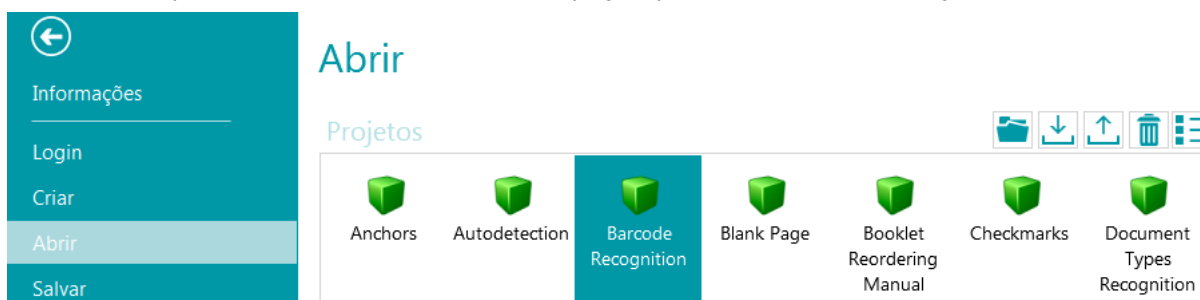 Abrir
Informações
Projetos
Login
Criar
Abrir
Salvar
Anchors
Autodetection
Barcode
Recognition
Blank Page
Booklet
Reordering
Manual
Checkmarks
Document
Types
Recognition